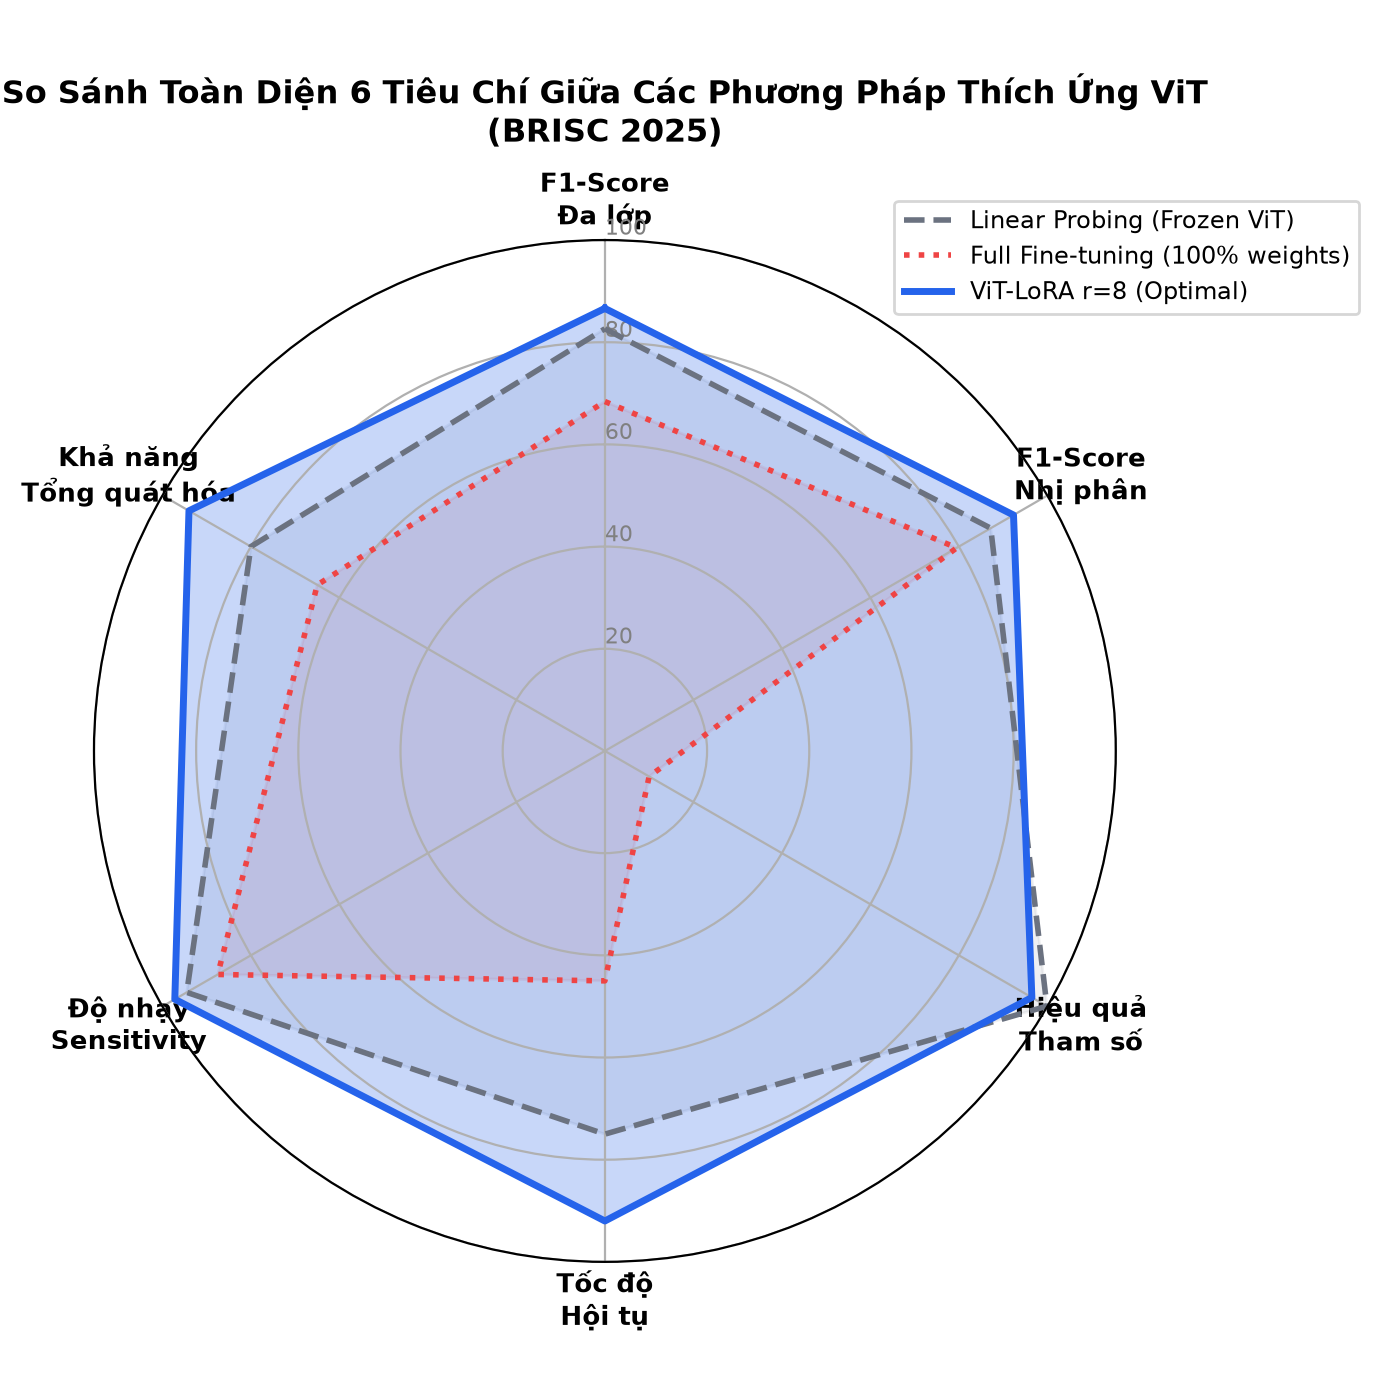 So Sánh Toàn Diện 6 Tiêu Chí Giữa Các Phương Pháp Thích Ứng ViT
(BRISC 2025)
F1-Score
Đa lớp
100
Linear Probing (Frozen ViT)
Full Fine-tuning (100% weights)
ViT-LoRA r=8 (Optimal)
80
60
40
20
Khả năng
Tổng quát hóa
F1-Score
Nhị phân
Độ nhạy
Sensitivity
Hiệu quả
Tham số
Tốc độ
Hội tụ